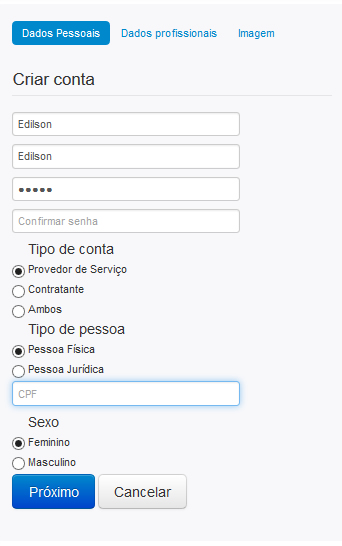 Dados Pessoais Dados profissionais Imagem
Criar conta
Edilson
Edilson
•••••
Confirmar senha
Tipo de conta
Provedor de Serviço
Contratante
Ambos
Tipo de pessoa
Pessoa Física
Pessoa Jurídica
CPF
Sexo
Feminino
Masculino
Próximo Cancelar